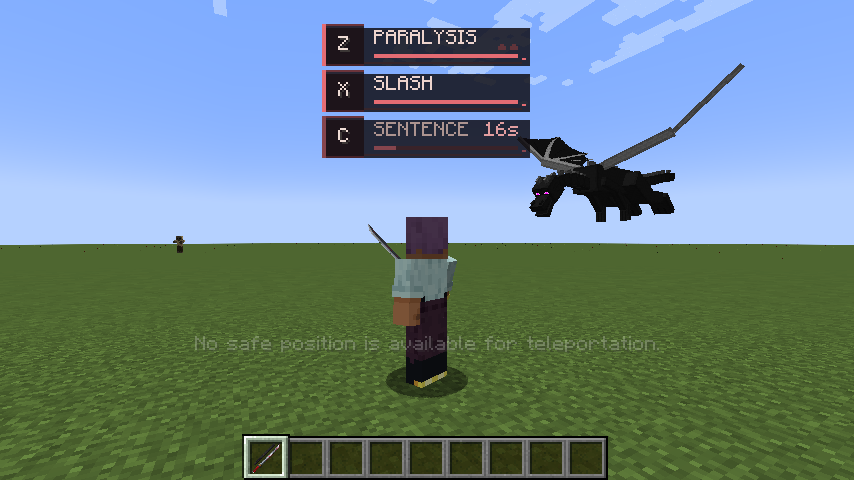 Z PARALYSIS
X SLASH
C SENTENCE 16s
No safe position is available for teleportation.